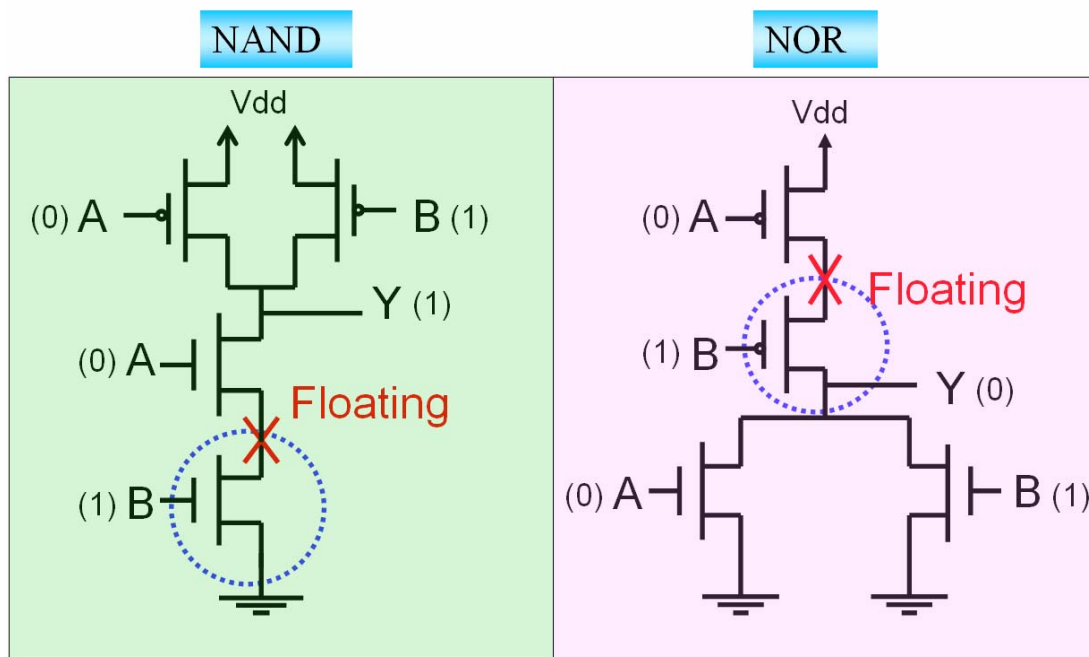 NAND
Vdd
(0) A
B (1)
Y (1)
(0) A
Floating
(1) B
NOR
Vdd
(0) A
Floating
(1) B
Y (0)
(0) A
B (1)